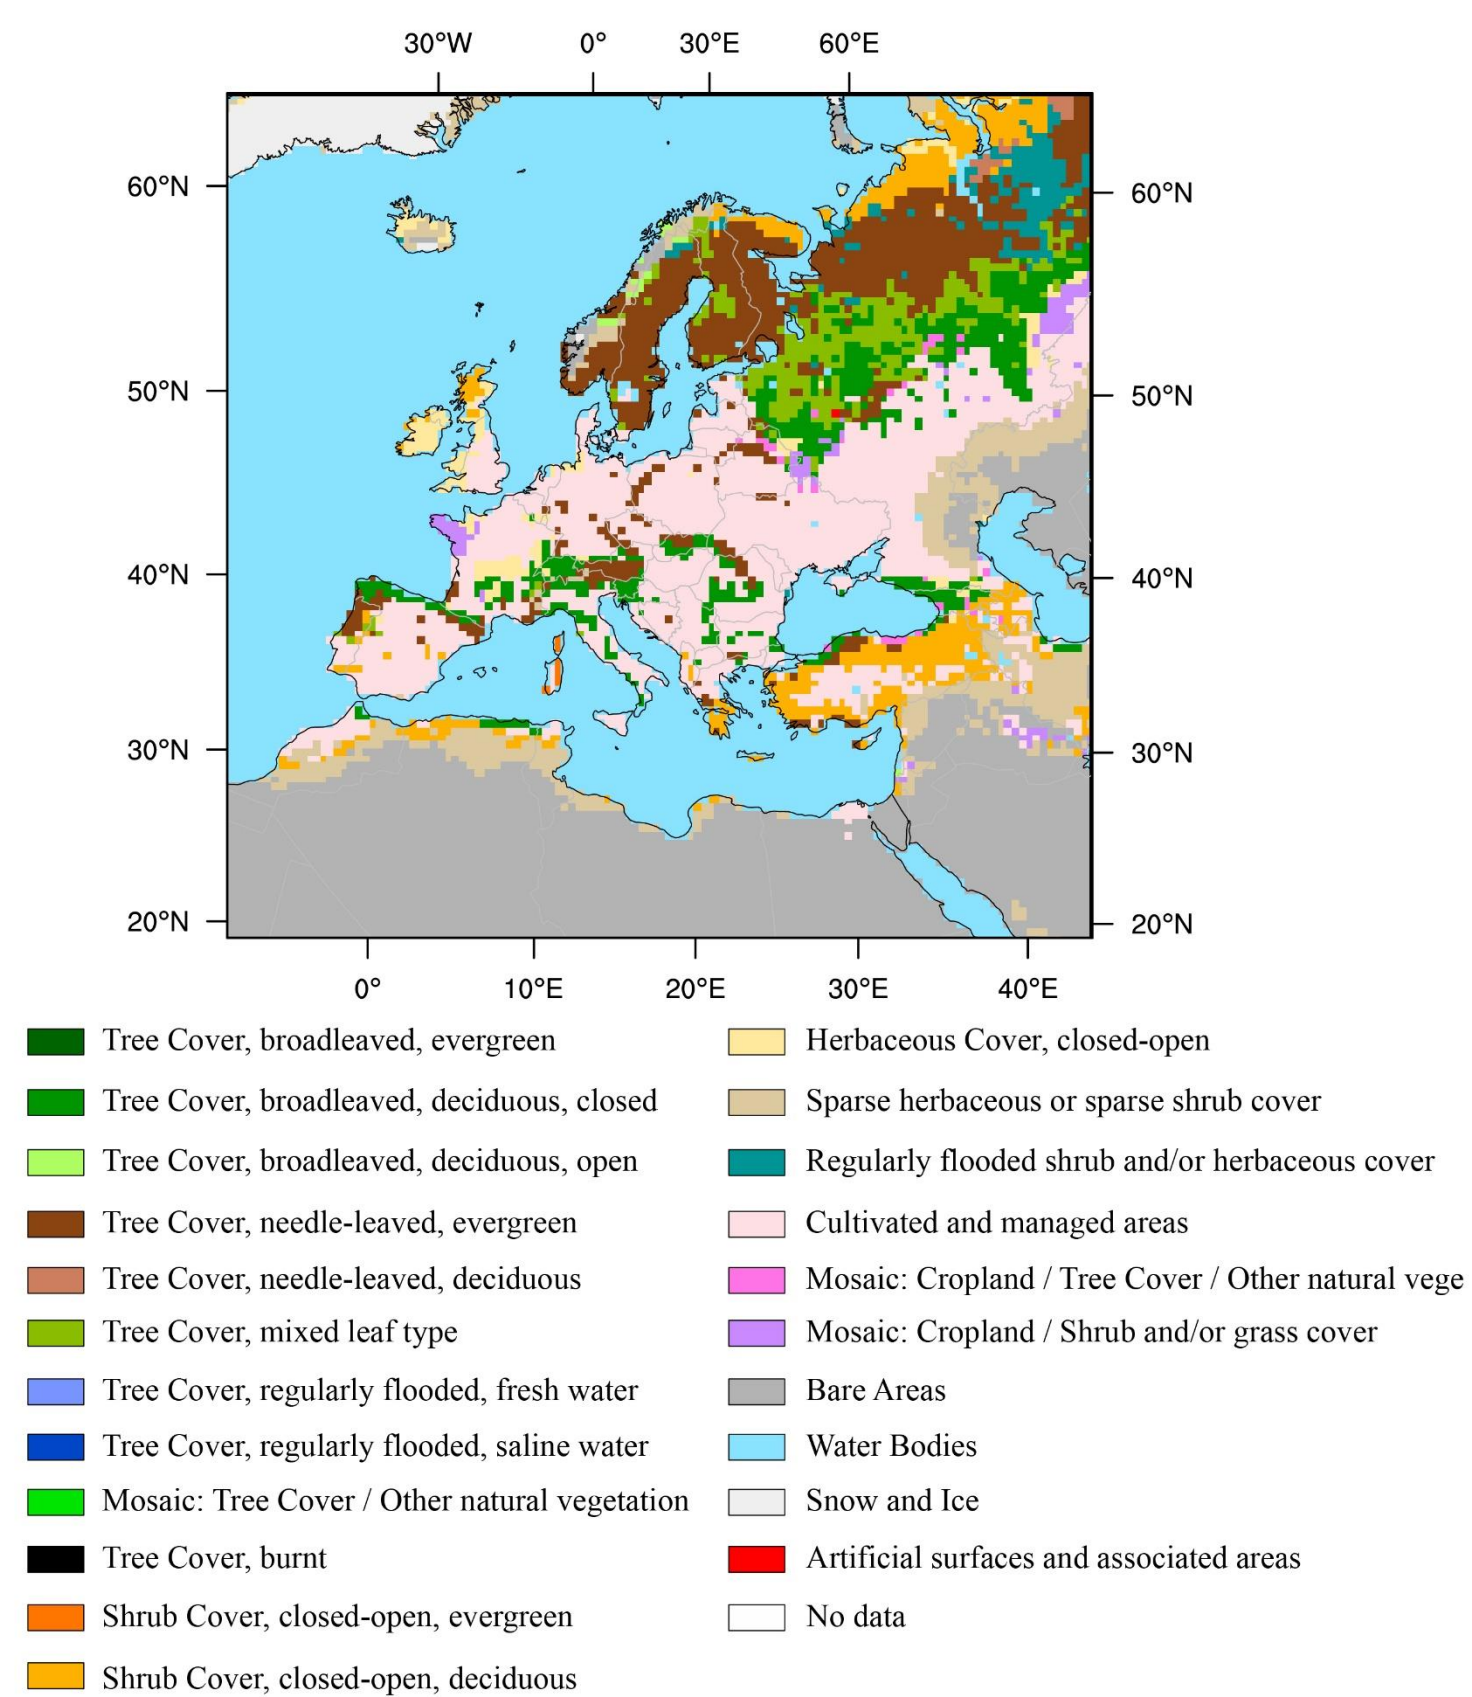 30°W 0° 30°E 60°E
60°N 60°N
50°N 50°N
40°N 40°N
30°N 30°N
20°N 20°N
0° 10°E 20°E 30°E 40°E
Tree Cover, broadleaved, evergreen
Tree Cover, broadleaved, deciduous, closed
Tree Cover, broadleaved, deciduous, open
Tree Cover, needle-leaved, evergreen
Tree Cover, needle-leaved, deciduous
Tree Cover, mixed leaf type
Tree Cover, regularly flooded, fresh water
Tree Cover, regularly flooded, saline water
Mosaic: Tree Cover / Other natural vegetation
Tree Cover, burnt
Shrub Cover, closed-open, evergreen
Shrub Cover, closed-open, deciduous
Herbaceous Cover, closed-open
Sparse herbaceous or sparse shrub cover
Regularly flooded shrub and/or herbaceous cover
Cultivated and managed areas
Mosaic: Cropland / Tree Cover / Other natural vege
Mosaic: Cropland / Shrub and/or grass cover
Bare Areas
Water Bodies
Snow and Ice
Artificial surfaces and associated areas
No data